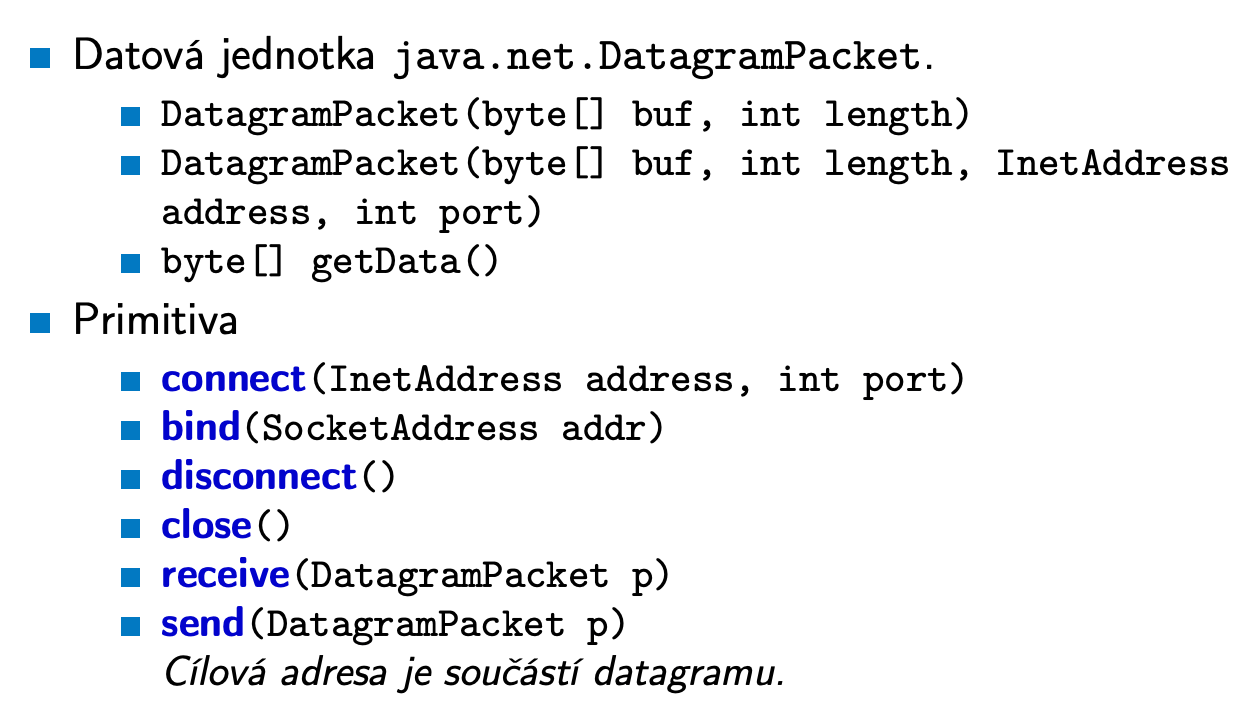 Datová jednotka java.net.DatagramPacket.
DatagramPacket(byte[] buf, int length)
DatagramPacket(byte[] buf, int length, InetAddress
address, int port)
byte[] getData()
Primitiva
connect(InetAddress address, int port)
bind(SocketAddress addr)
disconnect()
close()
receive(DatagramPacket p)
send(DatagramPacket p)
Cílová adresa je součástí datagramu.